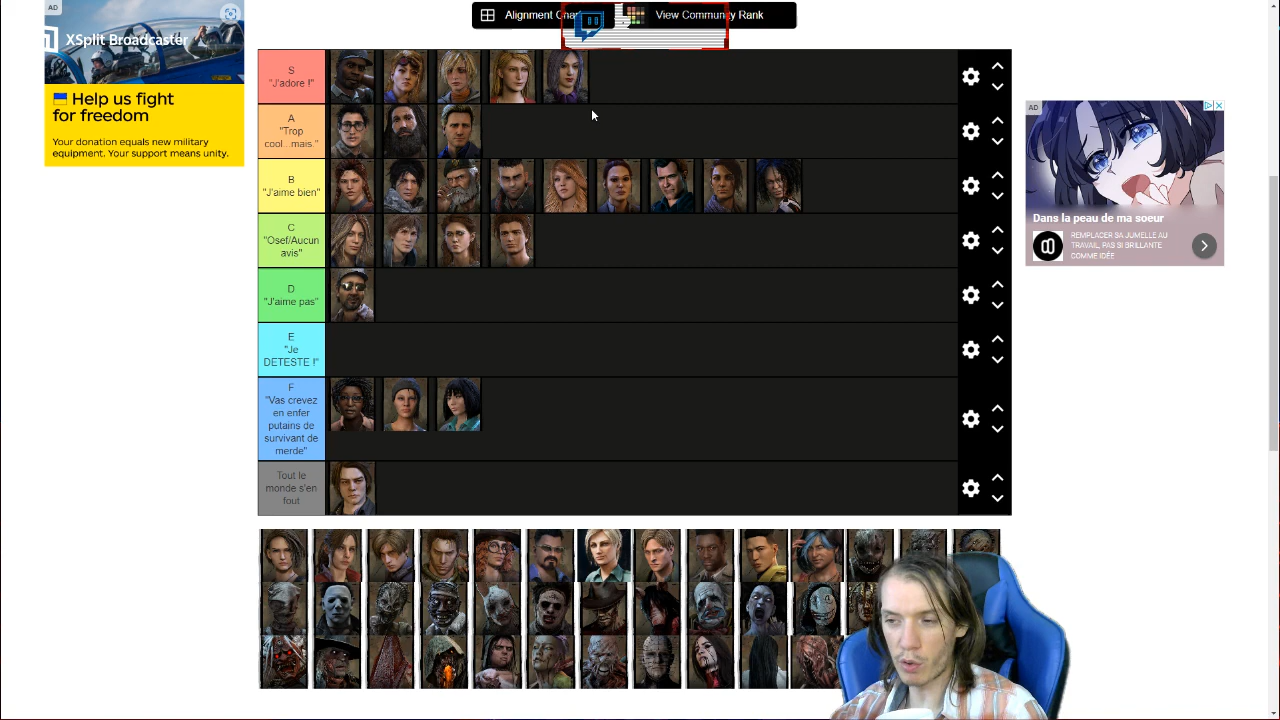 AD
XSplit Broadcaster
Help us fight
for freedom
Your donation equals new military
equipment. Your support means unity.
Alignment Cha
View Community Rank
S
"J'adore !"
A
"Trop
cool...mais."
B
"J'aime bien"
C
"Osef/Aucun
avis"
D
"J'aime pas"
E
"Je
DETESTE !"
F
"Vas crevez
en enfer
putains de
survivant de
merde"
Tout le
monde s'en
fout
AD
Dans la peau de ma soeur
REMPLACER SA JUMELLE AU
TRAVAIL, PAS SI BRILLANTE
COMME IDÉE